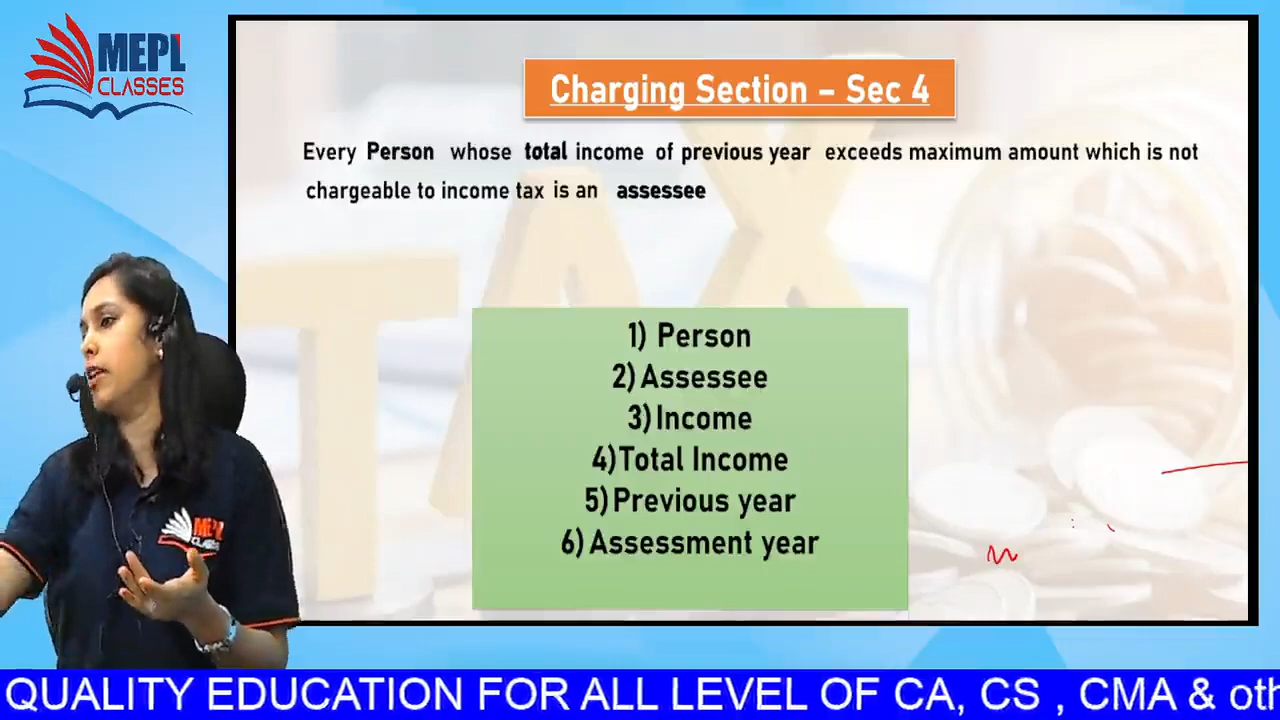 MEPL
CLASSES
Charging Section – Sec 4
Every Person whose total income of previous year exceeds maximum amount which is not
chargeable to income tax is an assessee
1) Person
2) Assessee
3) Income
4) Total Income
5) Previous year
6) Assessment year
MEPL
CLASSES
QUALITY EDUCATION FOR ALL LEVEL OF CA, CS , CMA & oth